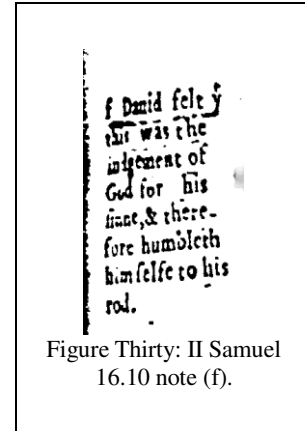 f Dauid felt ẏ
this was the
iudgement of
God for his
sinne, & there-
fore humbleth
himselfe to his
rod.
Figure Thirty: II Samuel
16.10 note (f).